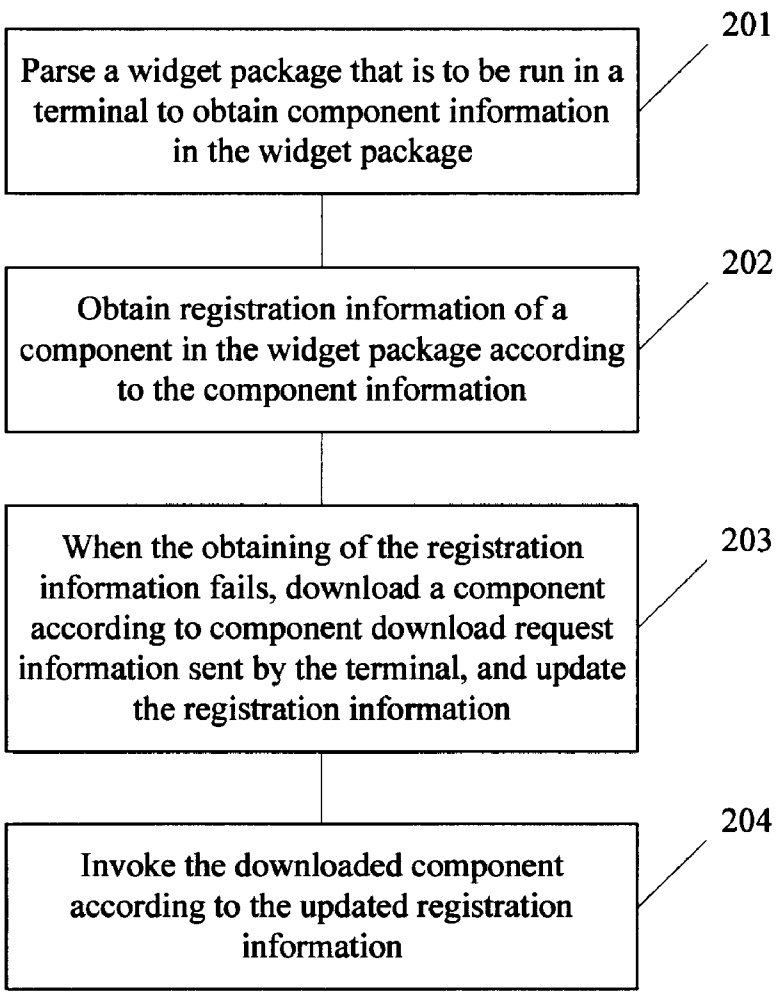 201
Parse a widget package that is to be run in a
terminal to obtain component information
in the widget package
202
Obtain registration information of a
component in the widget package according
to the component information
203
When the obtaining of the registration
information fails, download a component
according to component download request
information sent by the terminal, and update
the registration information
204
Invoke the downloaded component
according to the updated registration
information